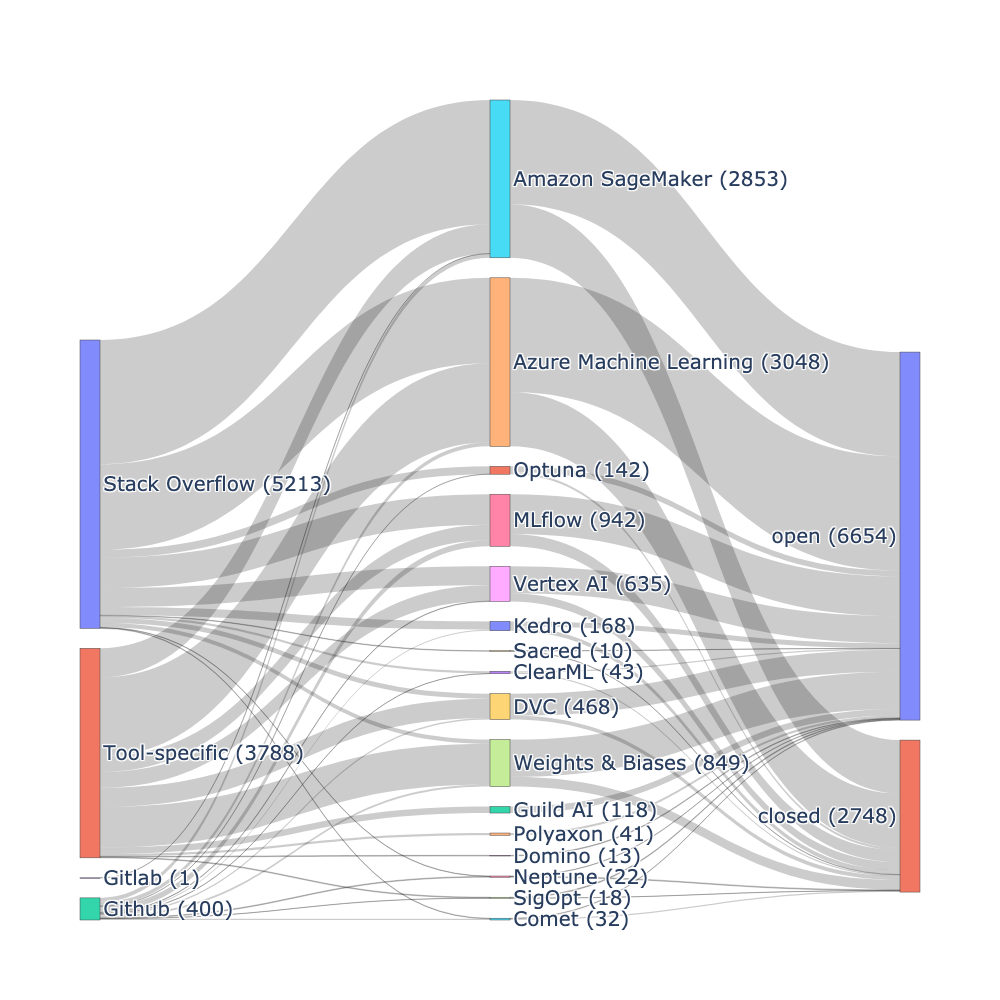 Stack Overflow (5213)
Tool-specific (3788)
Gitlab (1)
Github (400)
Amazon SageMaker (2853)
Azure Machine Learning (3048)
Optuna (142)
MLflow (942)
Vertex AI (635)
Kedro (168)
Sacred (10)
ClearML (43)
DVC (468)
Weights & Biases (849)
Guild AI (118)
Polyaxon (41)
Domino (13)
Neptune (22)
SigOpt (18)
Comet (32)
open (6654)
closed (2748)